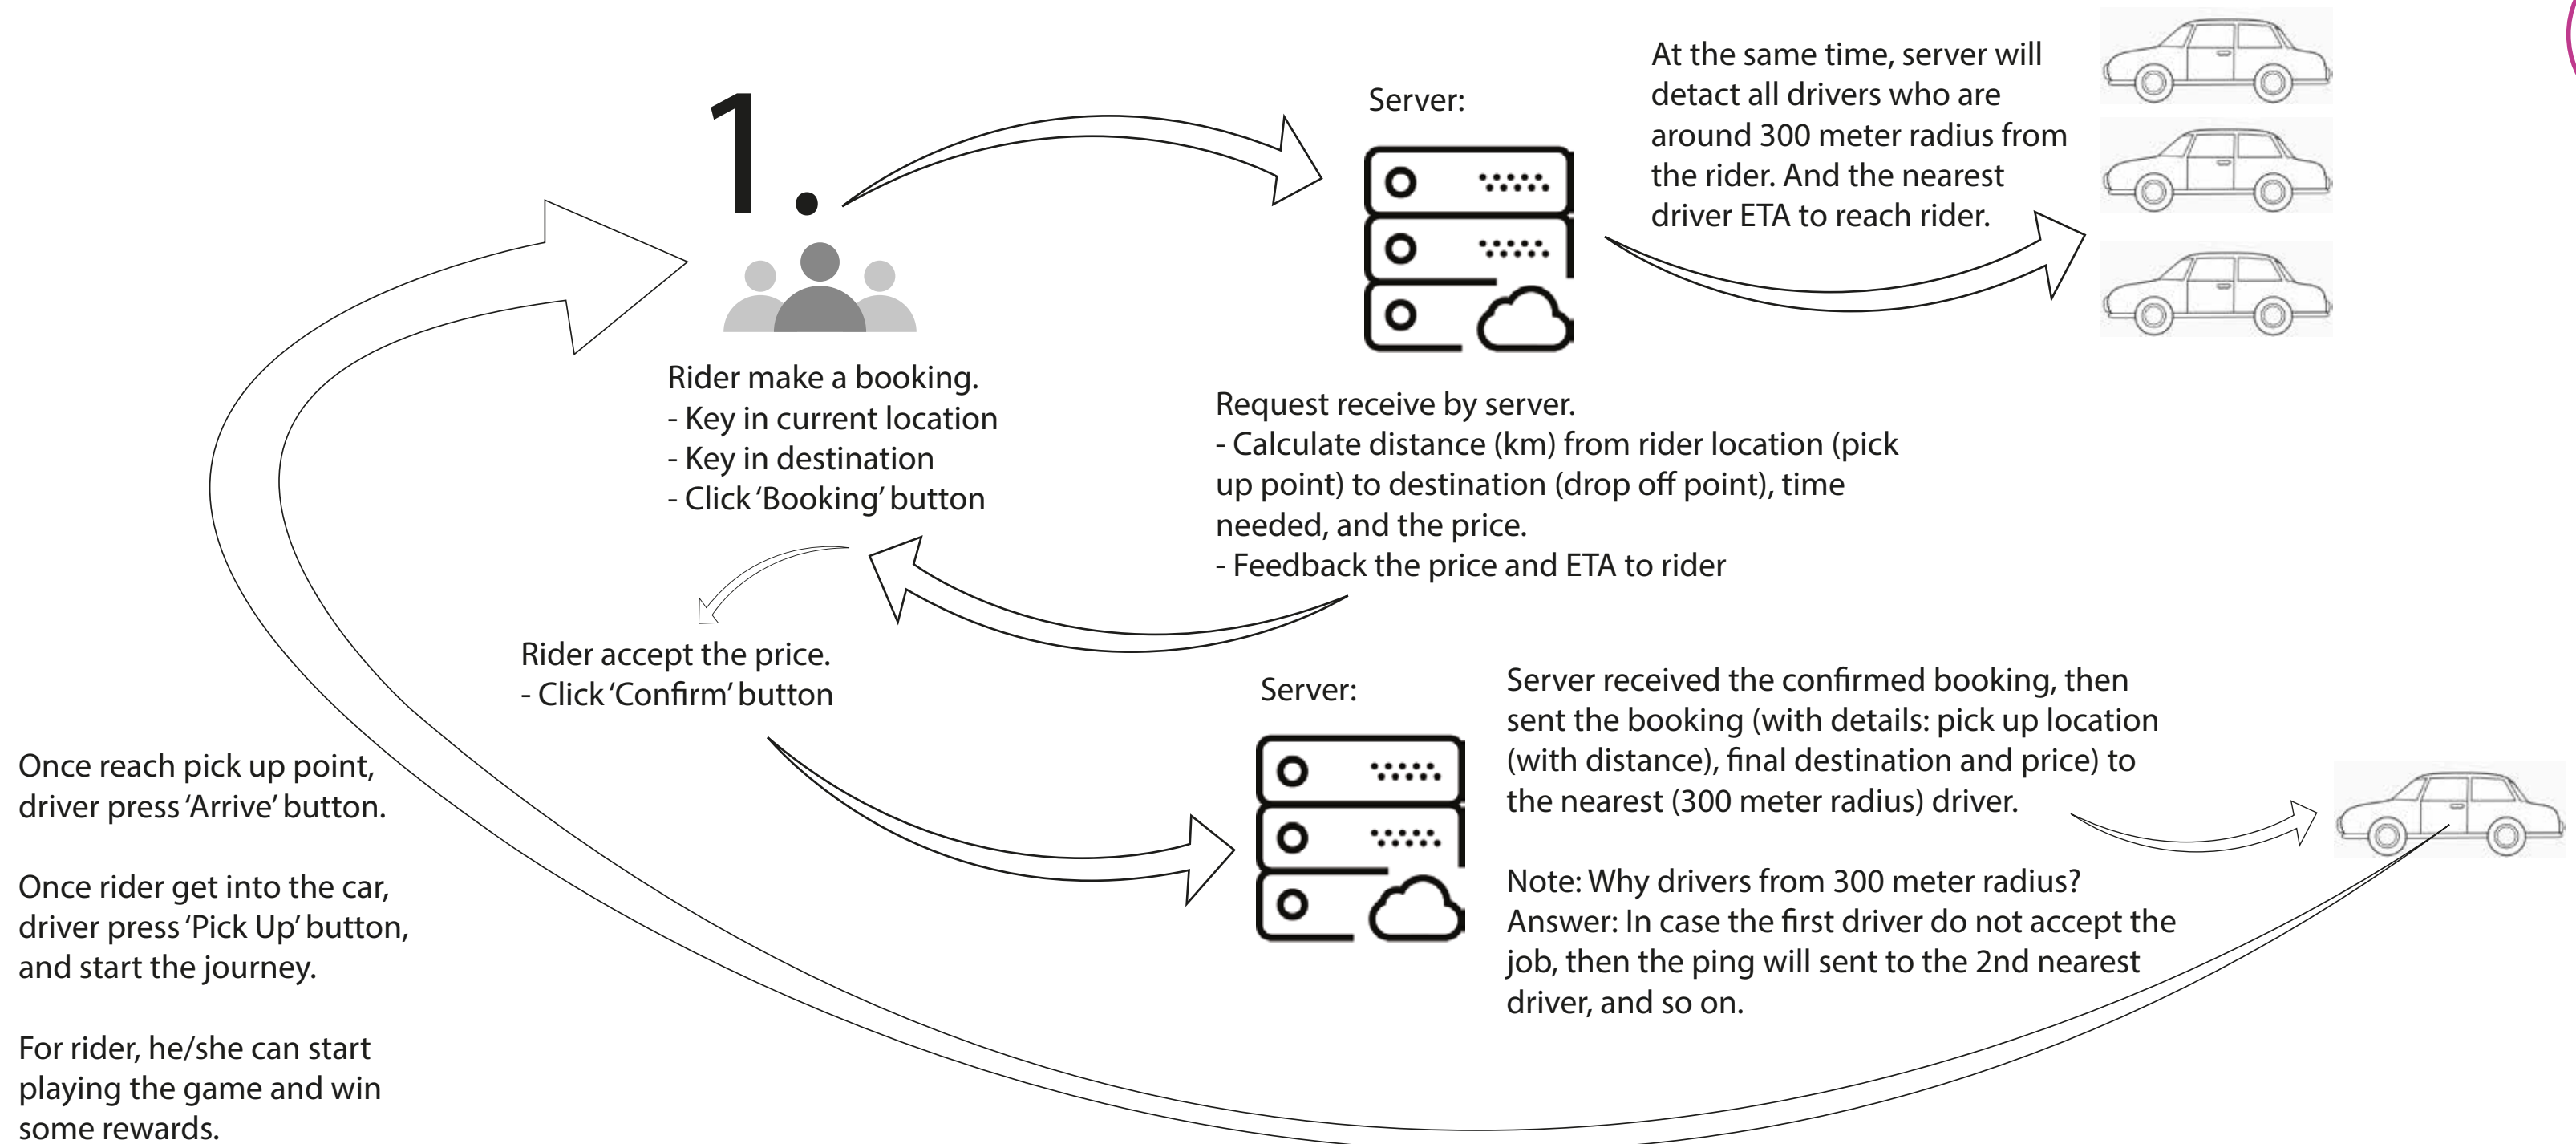 1.
Rider make a booking.
- Key in current location
- Key in destination
- Click ‘Booking’ button
Server:
At the same time, server will
detact all drivers who are
around 300 meter radius from
the rider. And the nearest
driver ETA to reach rider.
Request receive by server.
- Calculate distance (km) from rider location (pick
up point) to destination (drop off point), time
needed, and the price.
- Feedback the price and ETA to rider
Rider accept the price.
- Click ‘Confirm’ button
Server:
Server received the confirmed booking, then
sent the booking (with details: pick up location
(with distance), final destination and price) to
the nearest (300 meter radius) driver.
Note: Why drivers from 300 meter radius?
Answer: In case the first driver do not accept the
job, then the ping will sent to the 2nd nearest
driver, and so on.
Once reach pick up point,
driver press ‘Arrive’ button.
Once rider get into the car,
driver press ‘Pick Up’ button,
and start the journey.
For rider, he/she can start
playing the game and win
some rewards.